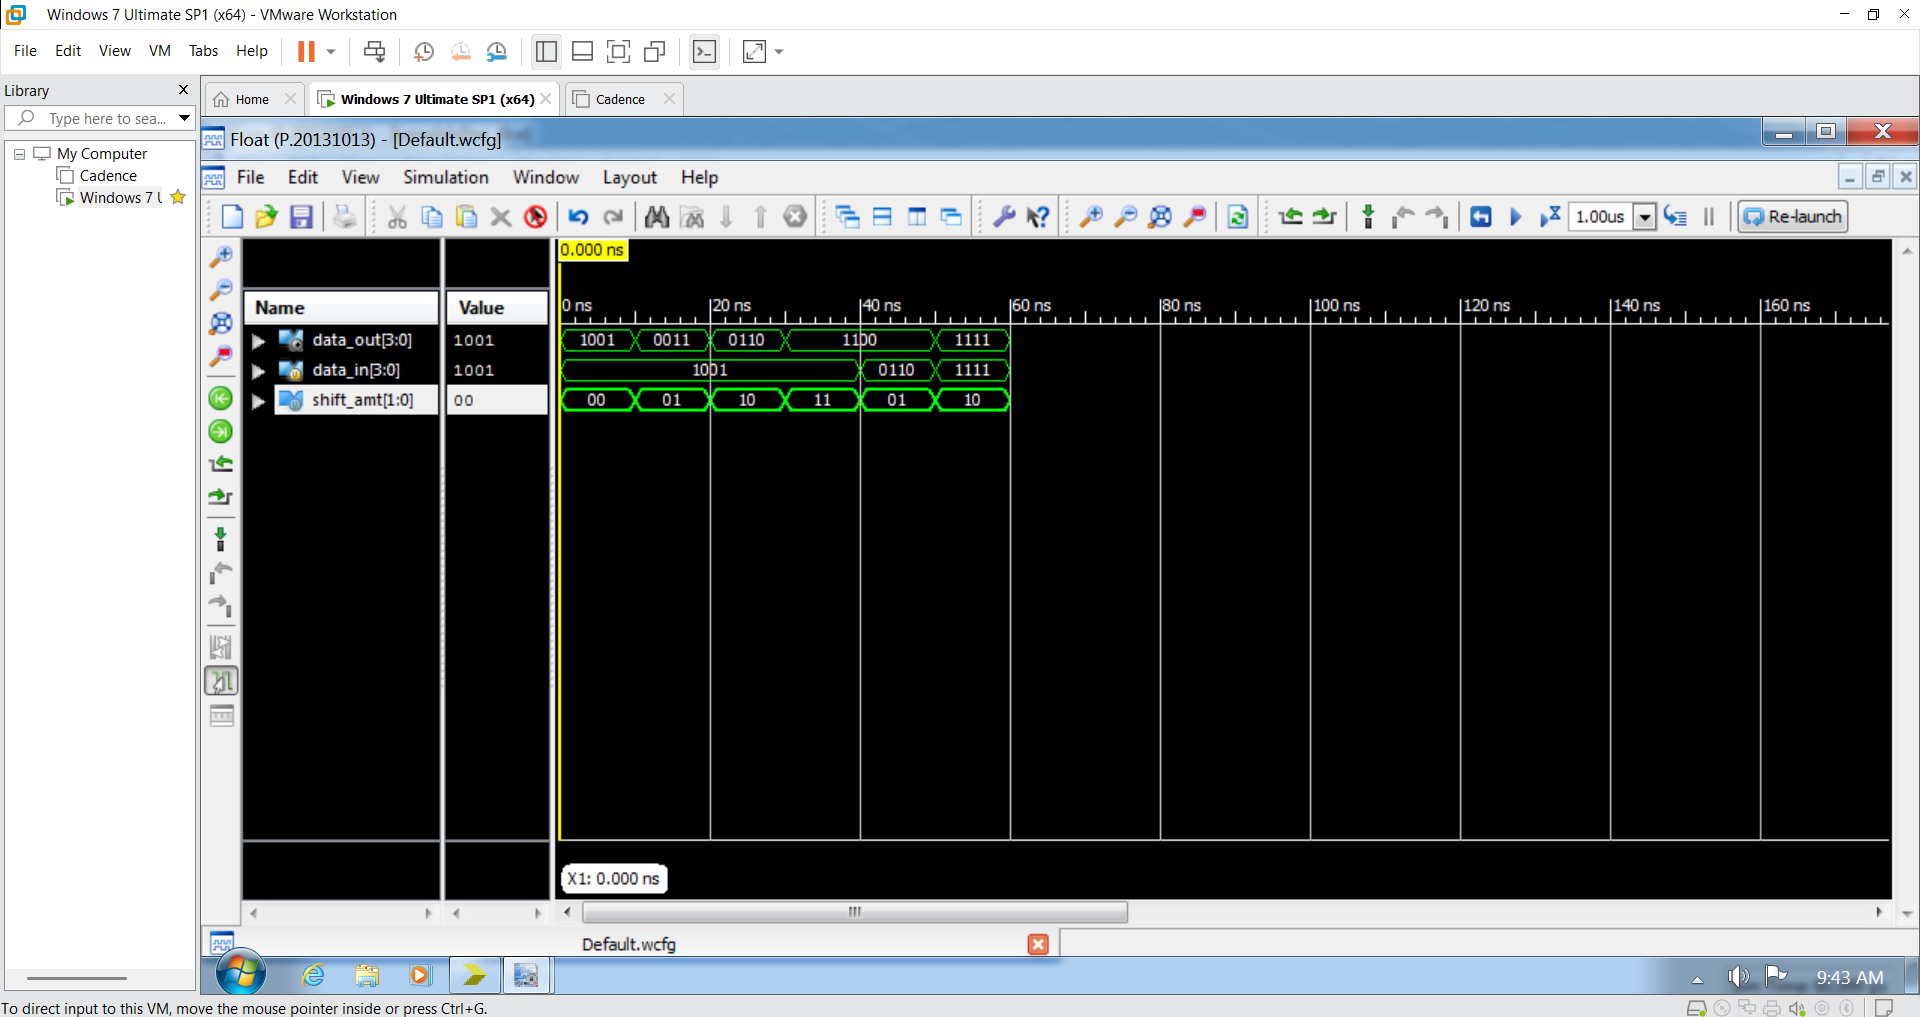 Windows 7 Ultimate SP1 (x64) - VMware Workstation
File Edit View VM Tabs Help
Library
Type here to sea...
My Computer
Cadence
Windows 7 U
Home
Windows 7 Ultimate SP1 (x64)
Cadence
Float (P.20131013) - [Default.wcfg]
File Edit View Simulation Window Layout Help
1.00us
Re-launch
0.000 ns
Name Value
0 ns 20 ns 40 ns 60 ns 80 ns 100 ns 120 ns 140 ns 160 ns
data_out[3:0] 1001 1001 0011 0110 1100 1111
data_in[3:0] 1001 1001 0110 1111
shift_amt[1:0] 00 00 01 10 11 01 10
X1: 0.000 ns
Default.wcfg
9:43 AM
To direct input to this VM, move the mouse pointer inside or press Ctrl+G.